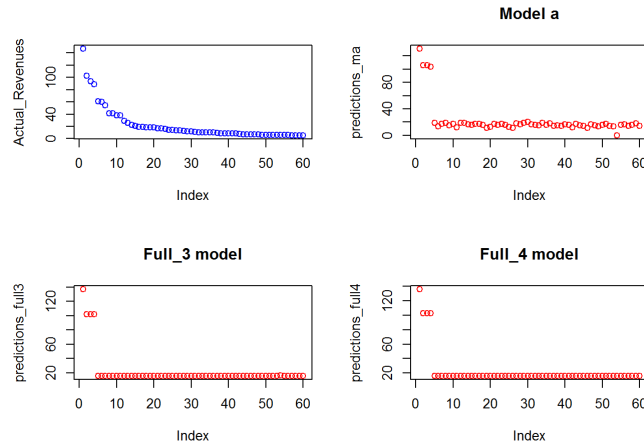 Actual_Revenues
100
40
0
0 10 20 30 40 50 60
Index
Model a
predictions_ma
80
40
0
0 10 20 30 40 50 60
Index
Full_3 model
predictions_full3
120
60
20
0 10 20 30 40 50 60
Index
Full_4 model
predictions_full4
120
60
20
0 10 20 30 40 50 60
Index